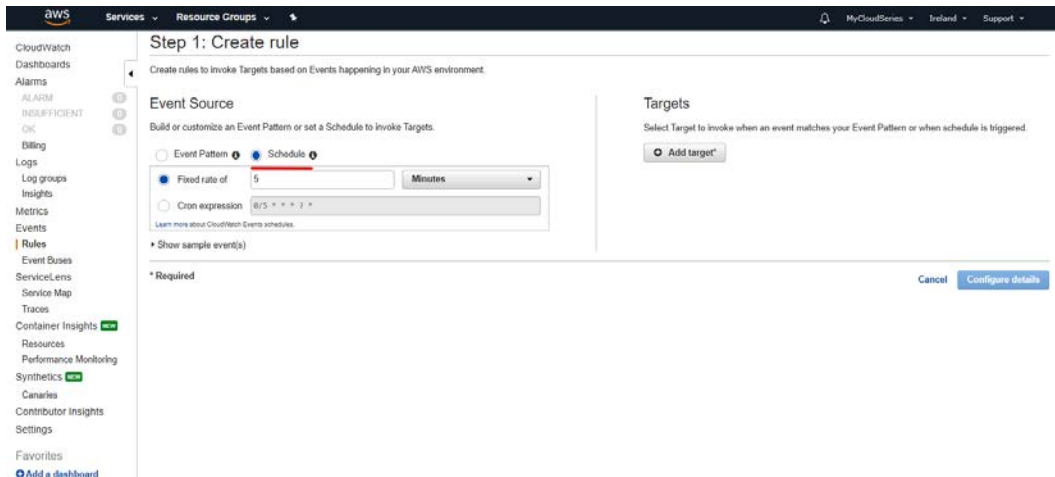 aws
Services
Resource Groups
MyCloudSeries
Ireland
Support
CloudWatch
Dashboards
Alarms
ALARM 0
INSUFFICIENT 0
OK 0
Billing
Logs
Log groups
Insights
Metrics
Events
Rules
Event Buses
ServiceLens
Service Map
Traces
Container Insights NEW
Resources
Performance Monitoring
Synthetics NEW
Canaries
Contributor Insights
Settings
Favorites
Add a dashboard
Step 1: Create rule
Create rules to invoke Targets based on Events happening in your AWS environment.
Event Source
Build or customize an Event Pattern or set a Schedule to invoke Targets.
Event Pattern
Schedule
Fixed rate of 5 Minutes
Cron expression 0/5 * * * ? *
Learn more about CloudWatch Events schedules.
Show sample event(s)
* Required
Targets
Select Target to invoke when an event matches your Event Pattern or when schedule is triggered.
Add target*
Cancel
Configure details